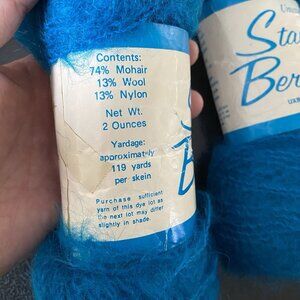 Contents:
74% Mohair
13% Wool
13% Nylon
Net Wt.
2 Ounces
Yardage:
approximately
119 yards
per skein
Purchase sufficient
yarn of this dye lot as
the next lot may differ
slightly in shade.
B
Sta
Ber